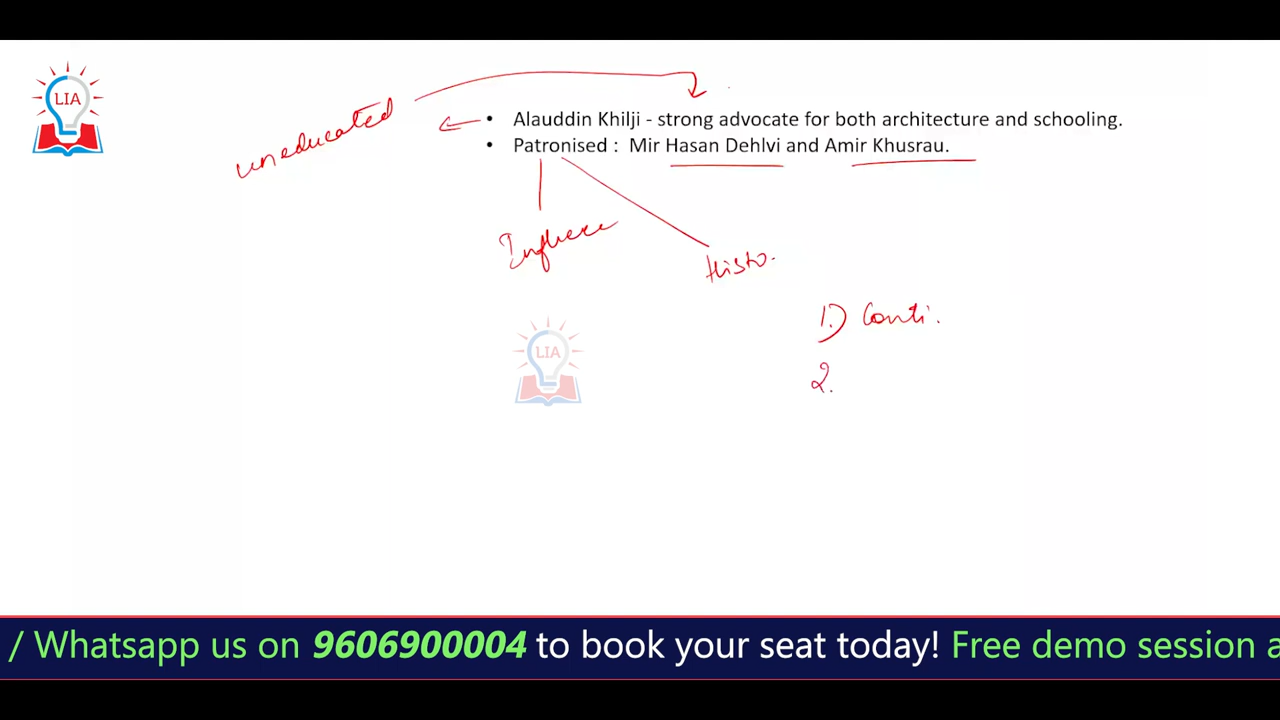 LIA
uneducated
• Alauddin Khilji - strong advocate for both architecture and schooling.
• Patronised : Mir Hasan Dehlvi and Amir Khusrau.
Histo.
1.) Conti.
2.
LIA
/ Whatsapp us on 9606900004 to book your seat today! Free demo session a